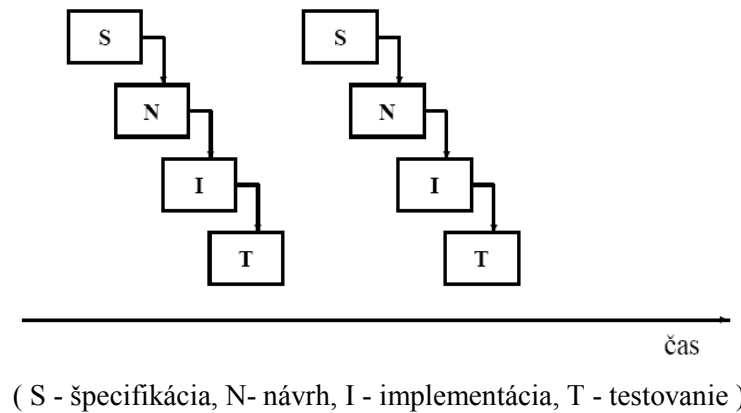 S S
N N
I I
T T
čas
( S - špecifikácia, N- návrh, I - implementácia, T - testovanie )